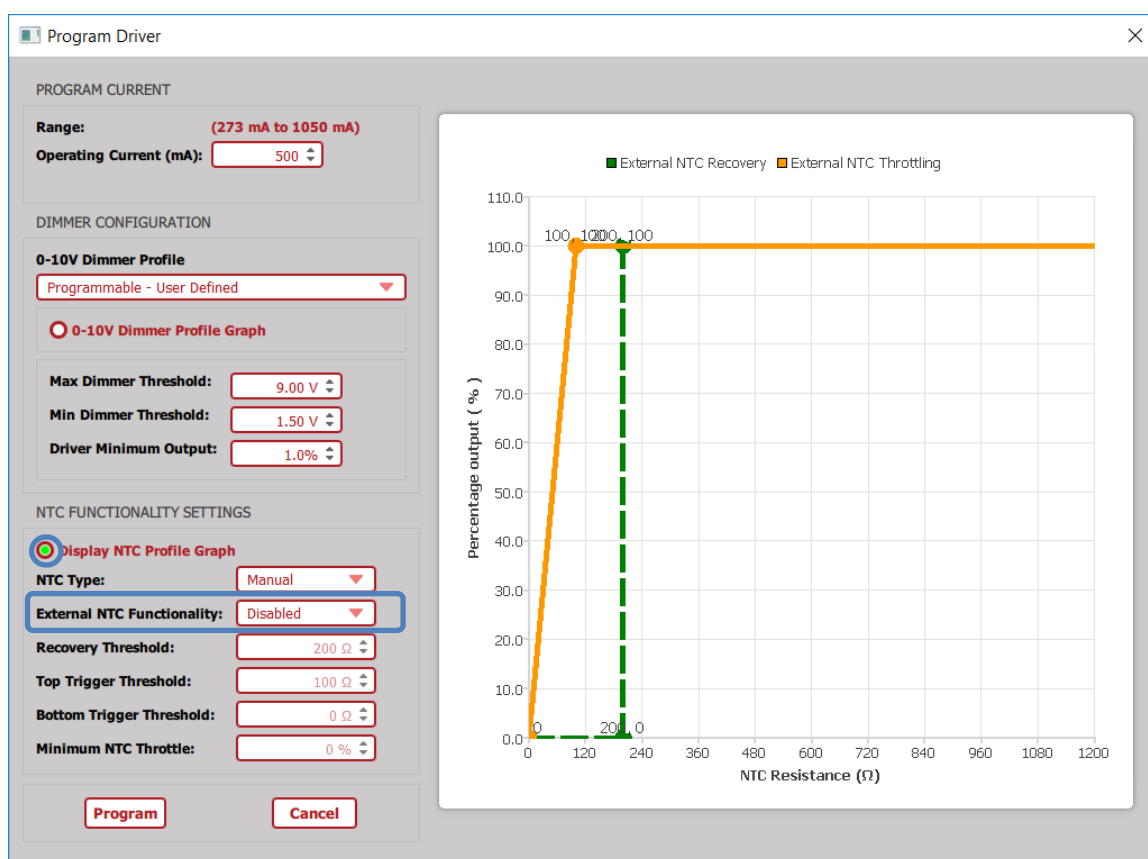 Program Driver
PROGRAM CURRENT
Range: (273 mA to 1050 mA)
Operating Current (mA): 500
DIMMER CONFIGURATION
0-10V Dimmer Profile
Programmable - User Defined
0-10V Dimmer Profile Graph
Max Dimmer Threshold: 9.00 V
Min Dimmer Threshold: 1.50 V
Driver Minimum Output: 1.0%
NTC FUNCTIONALITY SETTINGS
Display NTC Profile Graph
NTC Type: Manual
External NTC Functionality: Disabled
Recovery Threshold: 200 Ω
Top Trigger Threshold: 100 Ω
Bottom Trigger Threshold: 0 Ω
Minimum NTC Throttle: 0 %
Program Cancel
External NTC Recovery External NTC Throttling
Percentage output ( % )
110.0
100, 100 200, 100
100.0
90.0
80.0
70.0
60.0
50.0
40.0
30.0
20.0
10.0
0 200, 0
0.0
0 120 240 360 480 600 720 840 960 1080 1200
NTC Resistance (Ω)